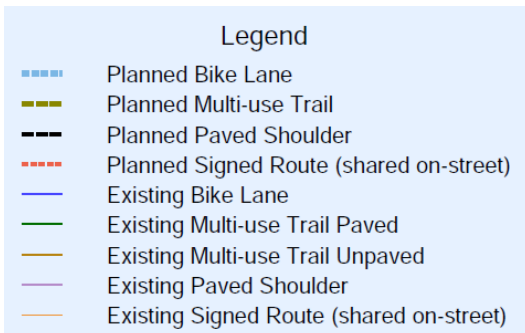 Legend
Planned Bike Lane
Planned Multi-use Trail
Planned Paved Shoulder
Planned Signed Route (shared on-street)
Existing Bike Lane
Existing Multi-use Trail Paved
Existing Multi-use Trail Unpaved
Existing Paved Shoulder
Existing Signed Route (shared on-street)